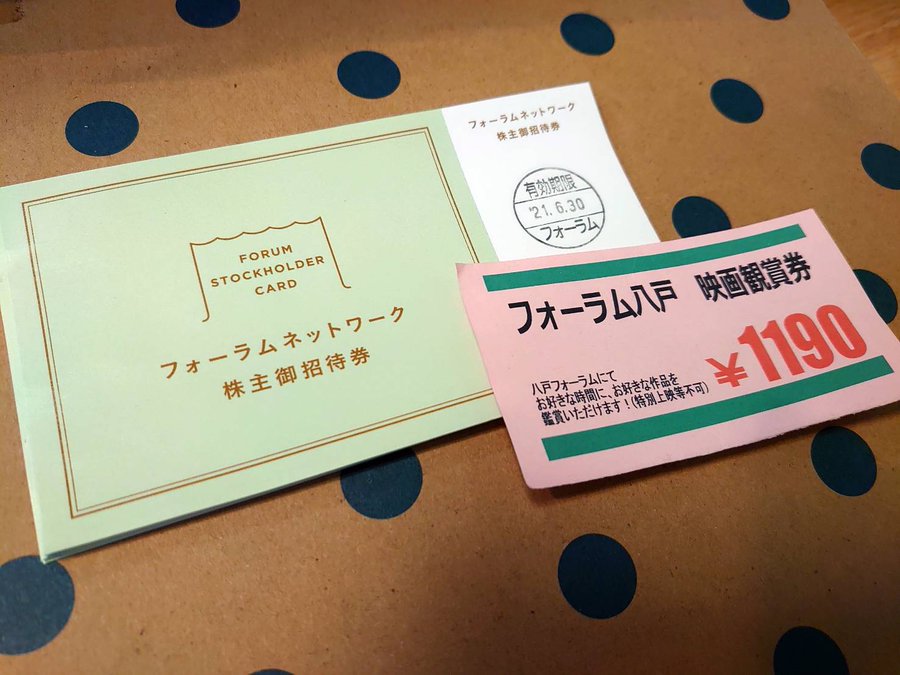 FORUM
STOCKHOLDER
CARD
フォーラムネットワーク
株主御招待券
フォーラムネットワーク
株主御招待券
有効期限
'21.6.30
フォーラム
フォーラム八戸 映画観賞券
¥1190
八戸フォーラムにて
お好きな時間に、お好きな作品を
鑑賞いただけます!(特別上映等不可)